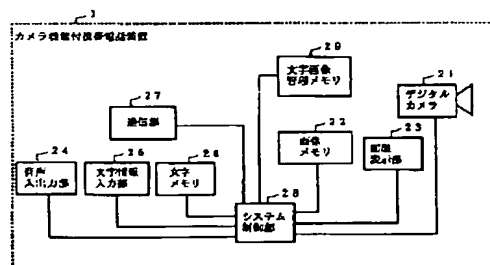 1
カメラ機能付携帯電話装置
29
文字画像
管理メモリ
21
デジタル
カメラ
27
通信部
22
画像
メモリ
23
画像
表示部
24
音声
入出力部
25
文字情報
入力部
26
文字
メモリ
28
システム
制御部